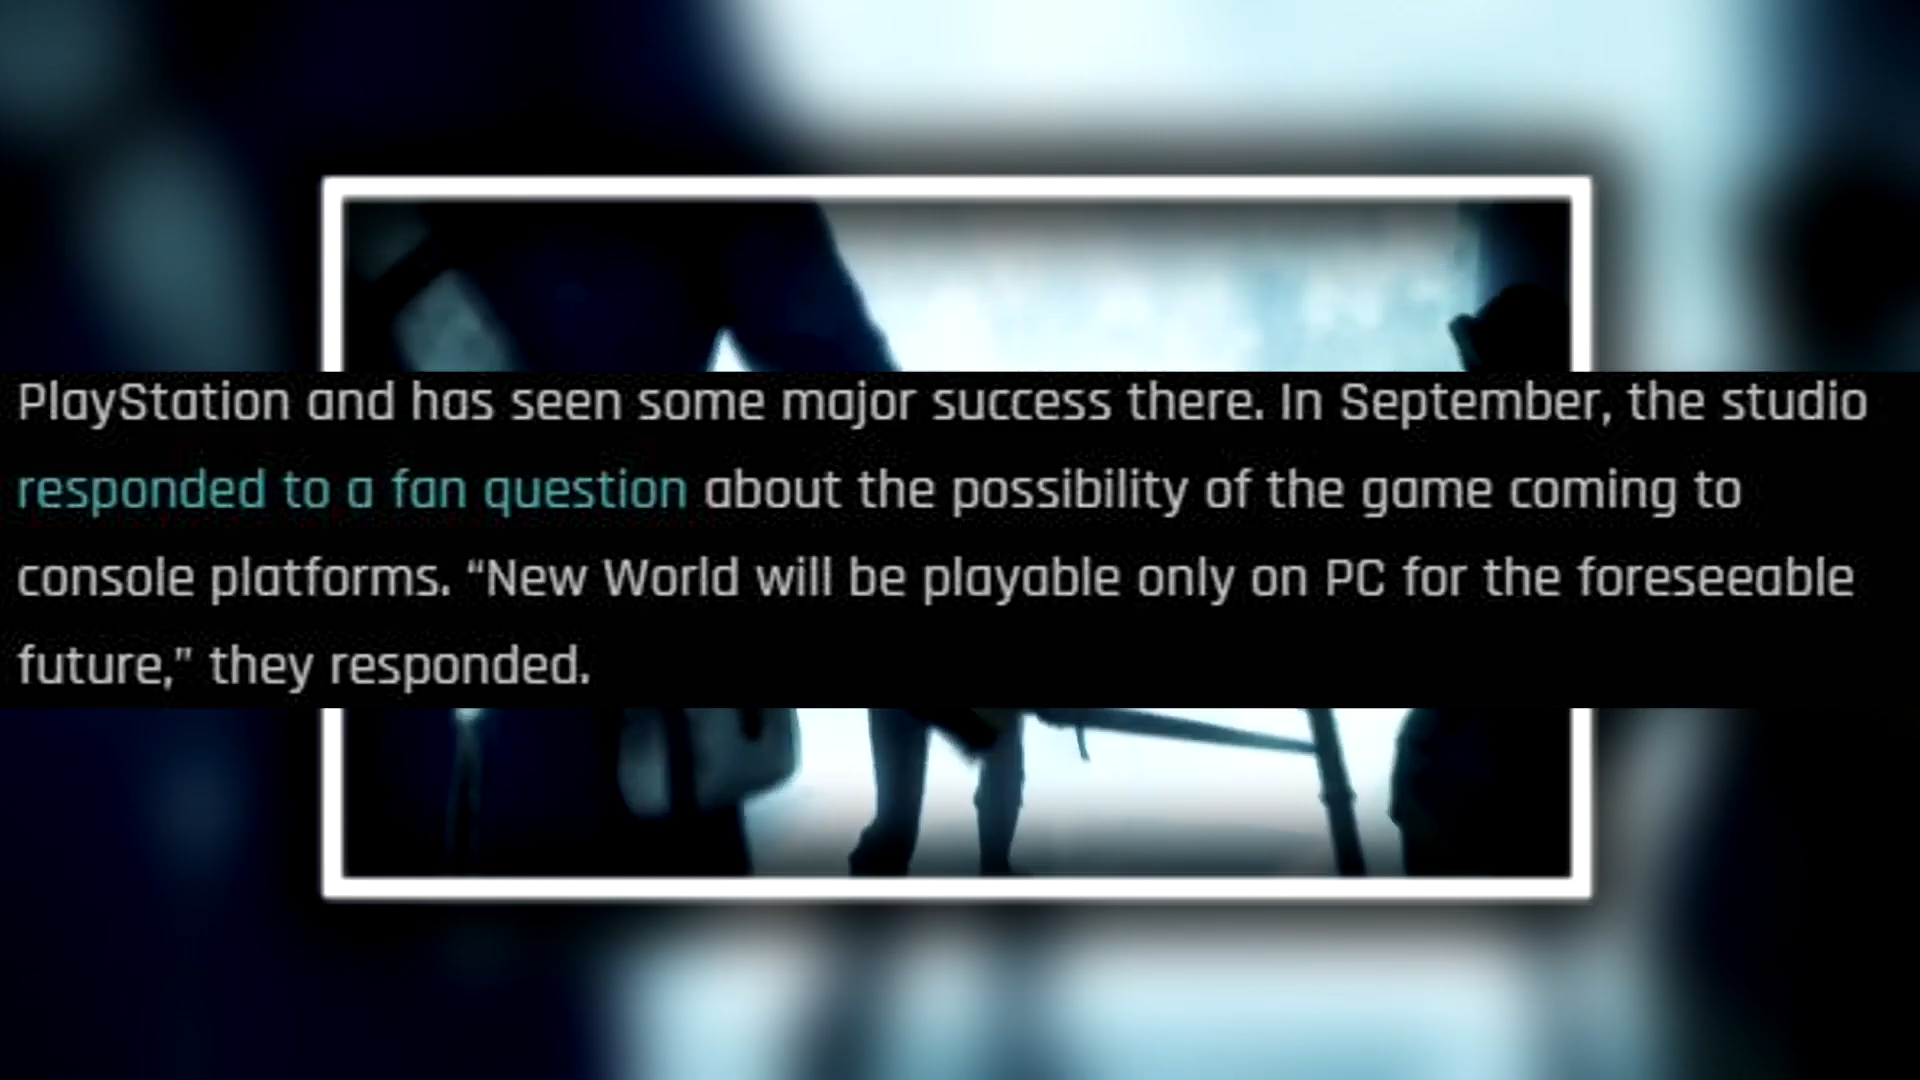 PlayStation and has seen some major success there. In September, the studio
responded to a fan question about the possibility of the game coming to
console platforms. “New World will be playable only on PC for the foreseeable
future,” they responded.